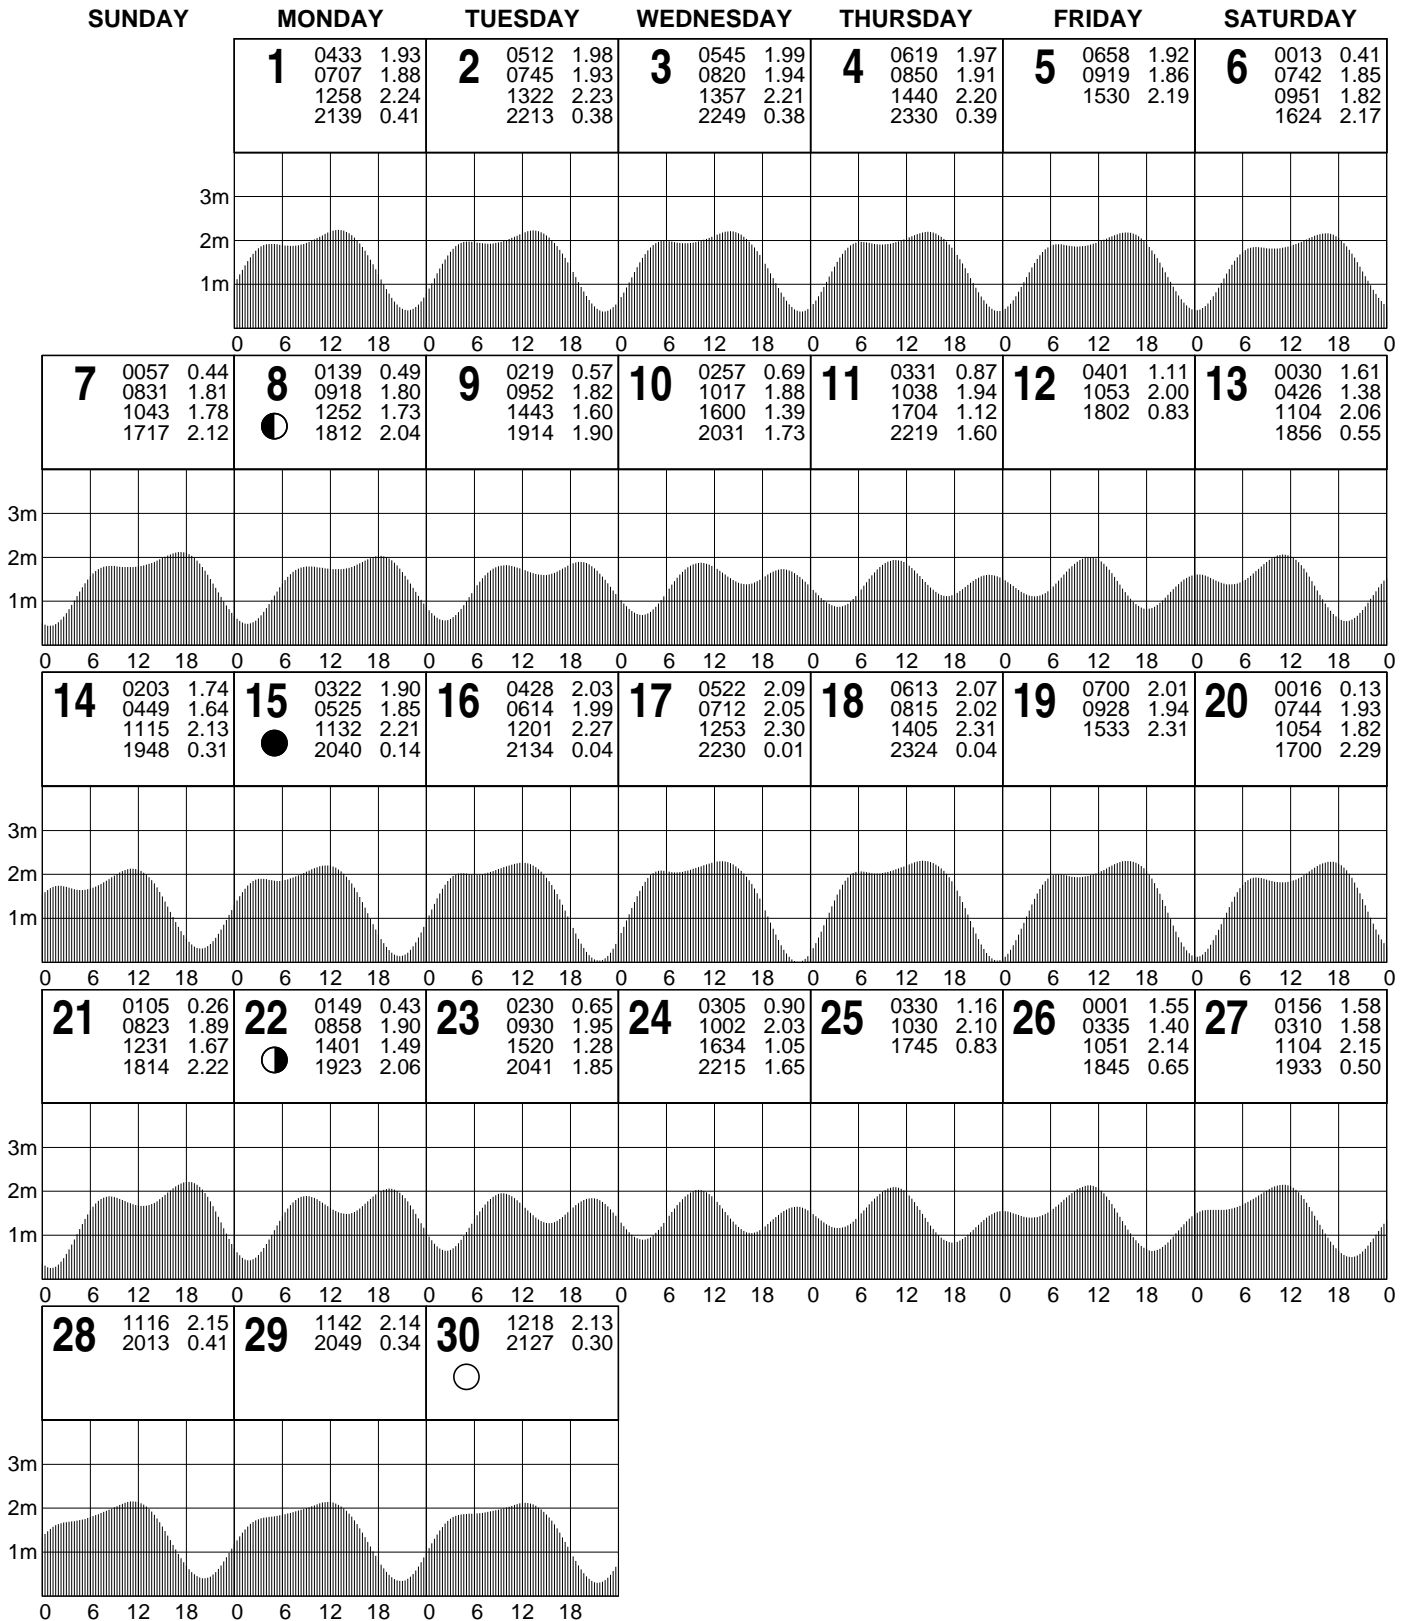 SUNDAY MONDAY TUESDAY WEDNESDAY THURSDAY FRIDAY SATURDAY
1 0433 1.93
0707 1.88
1258 2.24
2139 0.41
2 0512 1.98
0745 1.93
1322 2.23
2213 0.38
3 0545 1.99
0820 1.94
1357 2.21
2249 0.38
4 0619 1.97
0850 1.91
1440 2.20
2330 0.39
5 0658 1.92
0919 1.86
1530 2.19
6 0013 0.41
0742 1.85
0951 1.82
1624 2.17
3m
2m
1m
0 6 12 18 0 6 12 18 0 6 12 18 0 6 12 18 0 6 12 18 0 6 12 18 0
7 0057 0.44
0831 1.81
1043 1.78
1717 2.12
8 0139 0.49
0918 1.80
1252 1.73
1812 2.04
9 0219 0.57
0952 1.82
1443 1.60
1914 1.90
10 0257 0.69
1017 1.88
1600 1.39
2031 1.73
11 0331 0.87
1038 1.94
1704 1.12
2219 1.60
12 0401 1.11
1053 2.00
1802 0.83
13 0030 1.61
0426 1.38
1104 2.06
1856 0.55
3m
2m
1m
0 6 12 18 0 6 12 18 0 6 12 18 0 6 12 18 0 6 12 18 0 6 12 18 0 6 12 18 0
14 0203 1.74
0449 1.64
1115 2.13
1948 0.31
15 0322 1.90
0525 1.85
1132 2.21
2040 0.14
16 0428 2.03
0614 1.99
1201 2.27
2134 0.04
17 0522 2.09
0712 2.05
1253 2.30
2230 0.01
18 0613 2.07
0815 2.02
1405 2.31
2324 0.04
19 0700 2.01
0928 1.94
1533 2.31
20 0016 0.13
0744 1.93
1054 1.82
1700 2.29
3m
2m
1m
0 6 12 18 0 6 12 18 0 6 12 18 0 6 12 18 0 6 12 18 0 6 12 18 0 6 12 18 0
21 0105 0.26
0823 1.89
1231 1.67
1814 2.22
22 0149 0.43
0858 1.90
1401 1.49
1923 2.06
23 0230 0.65
0930 1.95
1520 1.28
2041 1.85
24 0305 0.90
1002 2.03
1634 1.05
2215 1.65
25 0330 1.16
1030 2.10
1745 0.83
26 0001 1.55
0335 1.40
1051 2.14
1845 0.65
27 0156 1.58
0310 1.58
1104 2.15
1933 0.50
3m
2m
1m
0 6 12 18 0 6 12 18 0 6 12 18 0 6 12 18 0 6 12 18 0 6 12 18 0 6 12 18 0
28 1116 2.15
2013 0.41
29 1142 2.14
2049 0.34
30 1218 2.13
2127 0.30
3m
2m
1m
0 6 12 18 0 6 12 18 0 6 12 18